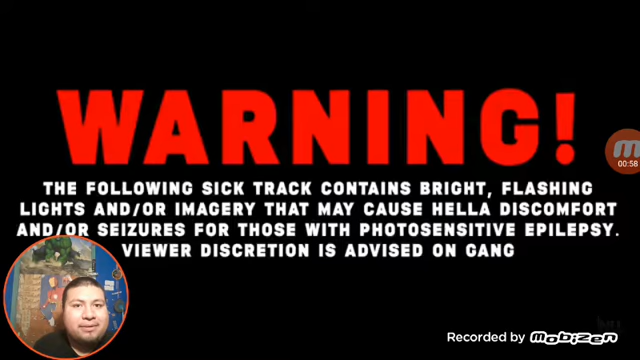 WARNING!
00:58
THE FOLLOWING SICK TRACK CONTAINS BRIGHT, FLASHING
LIGHTS AND/OR IMAGERY THAT MAY CAUSE HELLA DISCOMFORT
AND/OR SEIZURES FOR THOSE WITH PHOTOSENSITIVE EPILEPSY.
VIEWER DISCRETION IS ADVISED ON GANG
Recorded by mobizen